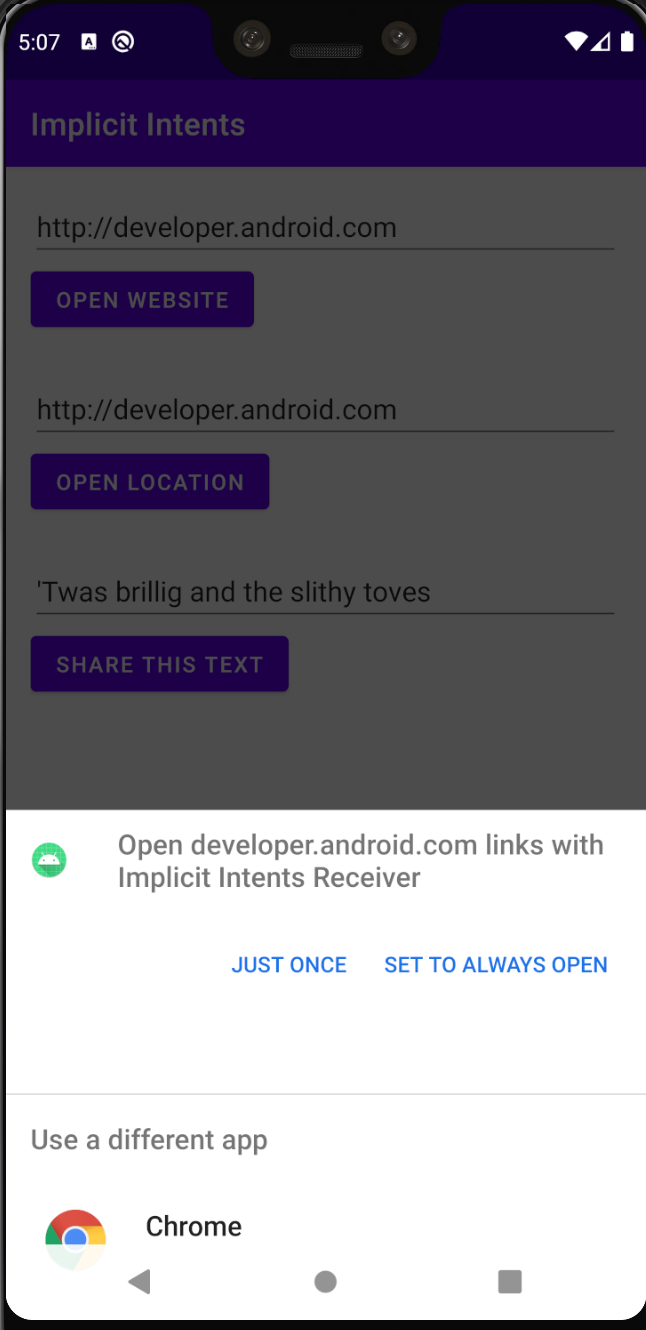 5:07
Implicit Intents
http://developer.android.com
OPEN WEBSITE
http://developer.android.com
OPEN LOCATION
'Twas brillig and the slithy toves
SHARE THIS TEXT
Open developer.android.com links with
Implicit Intents Receiver
JUST ONCE
SET TO ALWAYS OPEN
Use a different app
Chrome